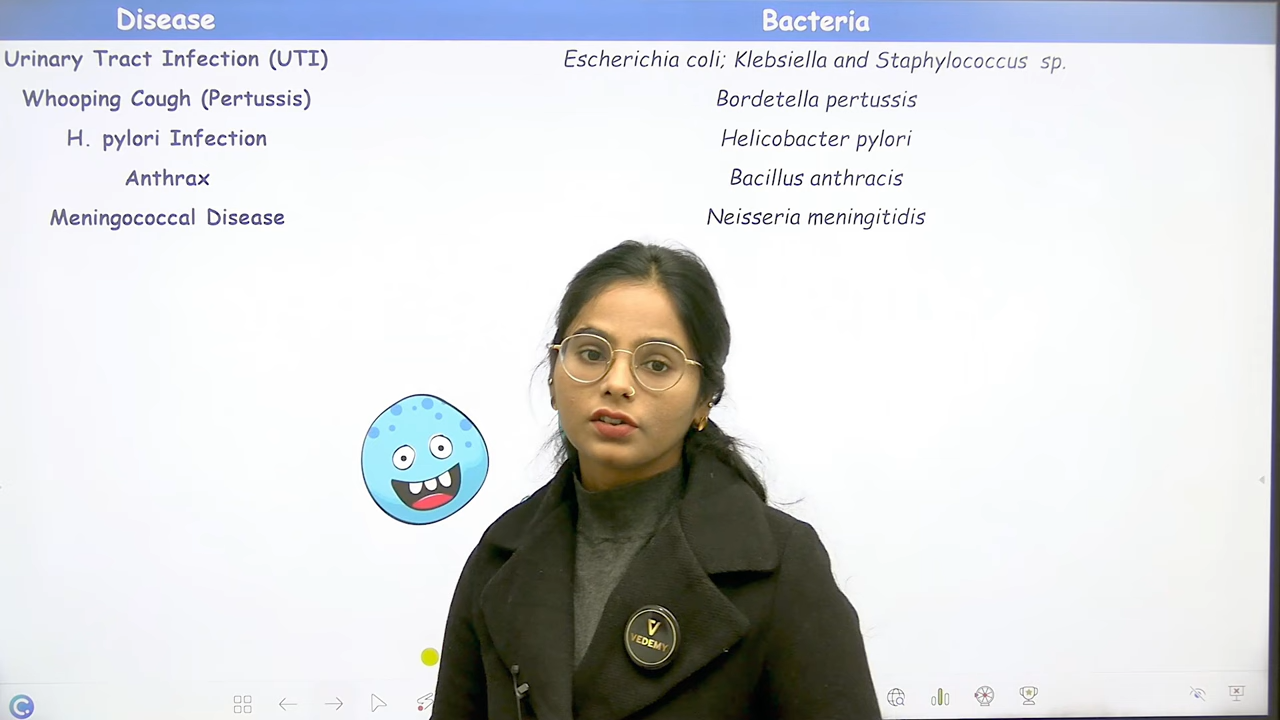 Disease Bacteria
Urinary Tract Infection (UTI) Escherichia coli; Klebsiella and Staphylococcus sp.
Whooping Cough (Pertussis) Bordetella pertussis
H. pylori Infection Helicobacter pylori
Anthrax Bacillus anthracis
Meningococcal Disease Neisseria meningitidis
V
VEDEMY